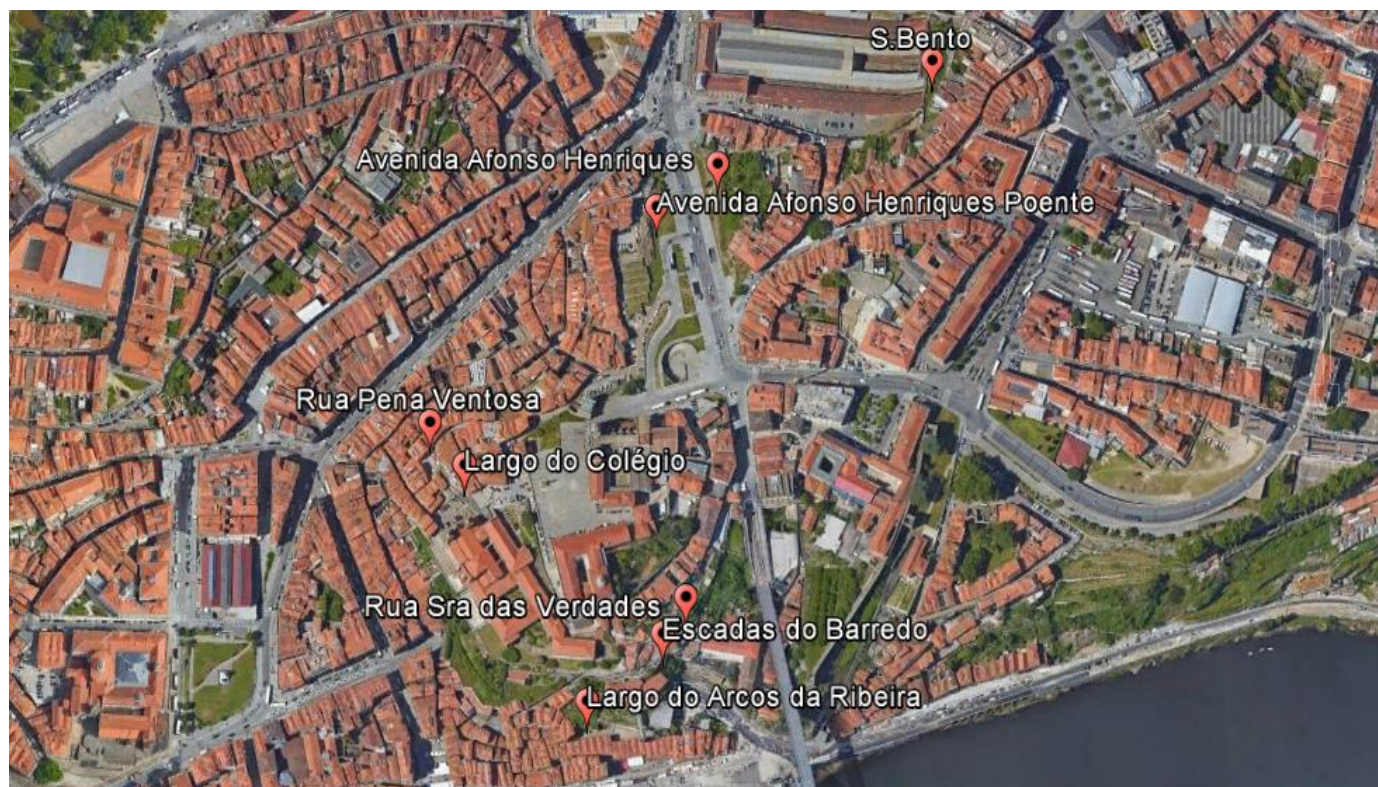 S.Bento
Avenida Afonso Henriques
Avenida Afonso Henriques Poente
Rua Pena Ventosa
Largo do Colégio
Rua Sra das Verdades
Escadas do Barredo
Largo do Arcos da Ribeira